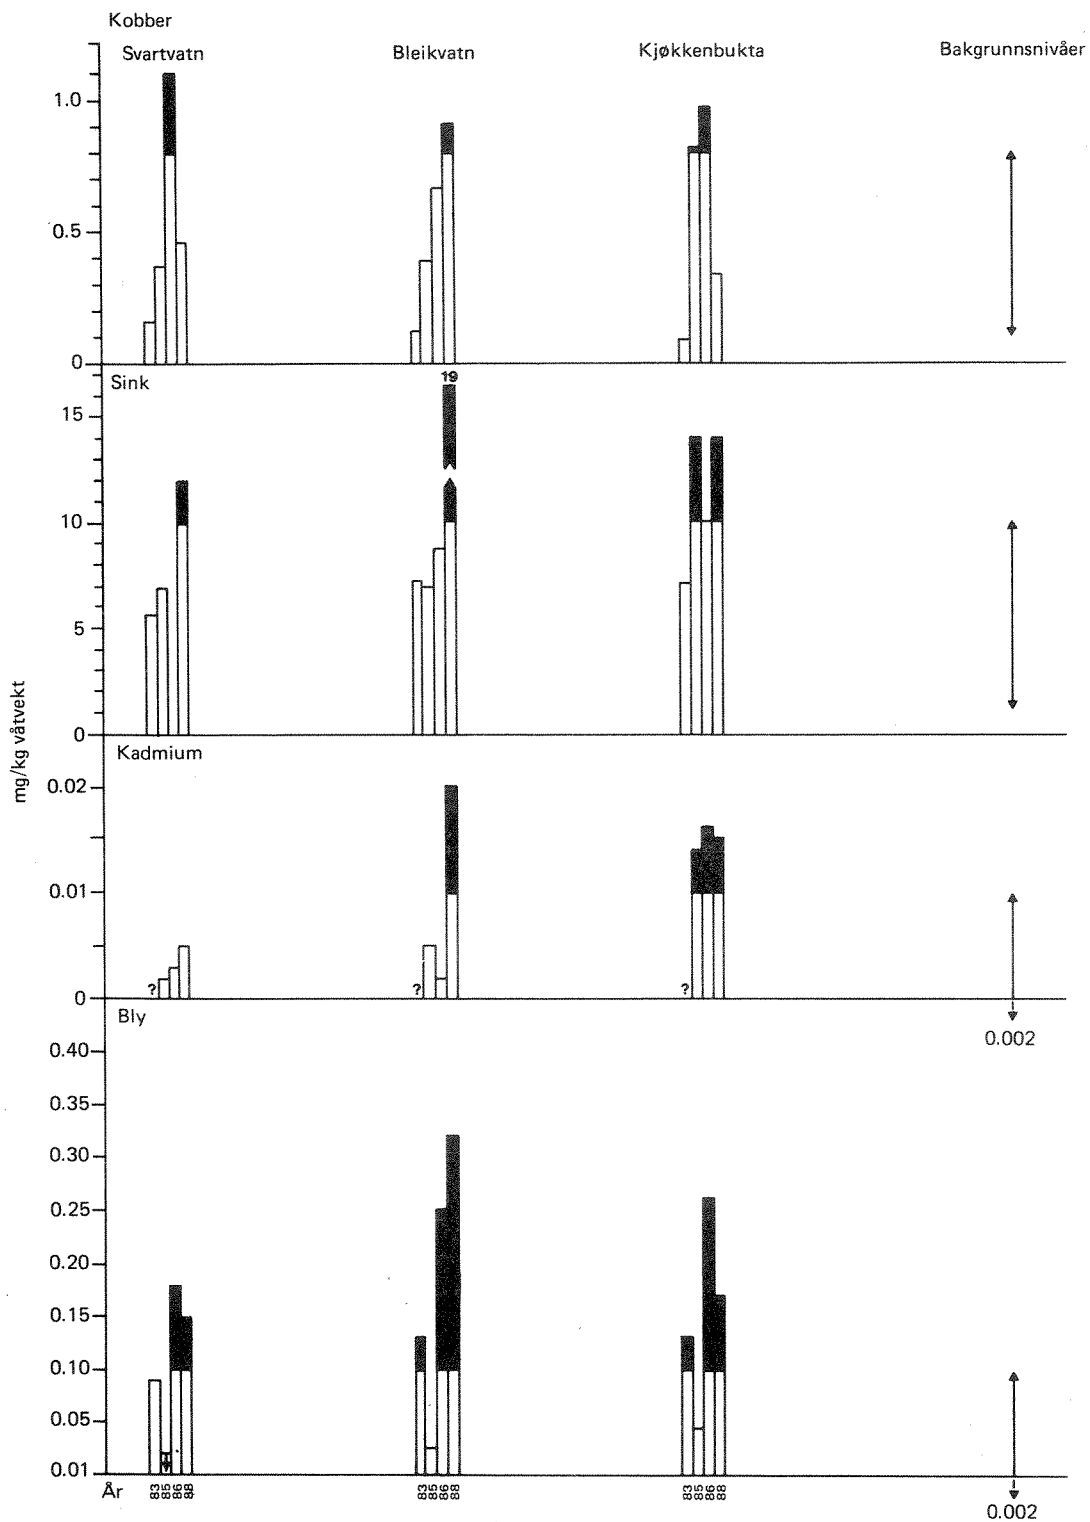 Kobber
Svartvatn Bleikvatn Kjøkkenbukta Bakgrunnsnivåer
1.0
0.5
0
Sink
19
15
10
5
0
mg/kg våtvekt
Kadmium
0.02
0.01
? ? ?
0
0.002
Bly
0.40
0.35
0.30
0.25
0.20
0.15
0.10
0.05
0.01
År 83 85 86 88 83 85 86 88 83 85 86 88
0.002